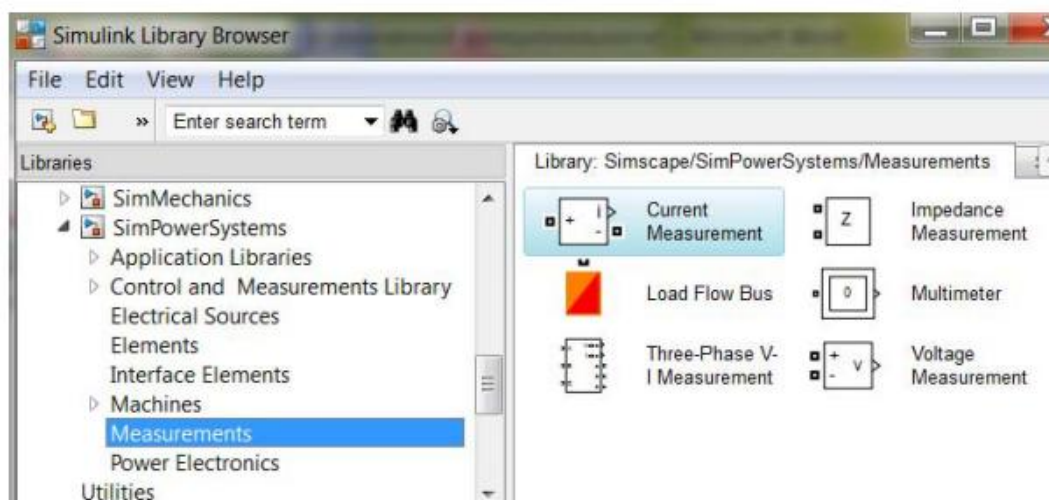 Simulink Library Browser
File Edit View Help
» Enter search term
Libraries
Library: Simscape/SimPowerSystems/Measurements
SimMechanics
SimPowerSystems
Application Libraries
Control and Measurements Library
Electrical Sources
Elements
Interface Elements
Machines
Measurements
Power Electronics
Utilities
+ i -
Current
Measurement
Z
Impedance
Measurement
Load Flow Bus
0
Multimeter
Three-Phase V-
I Measurement
+ - v
Voltage
Measurement